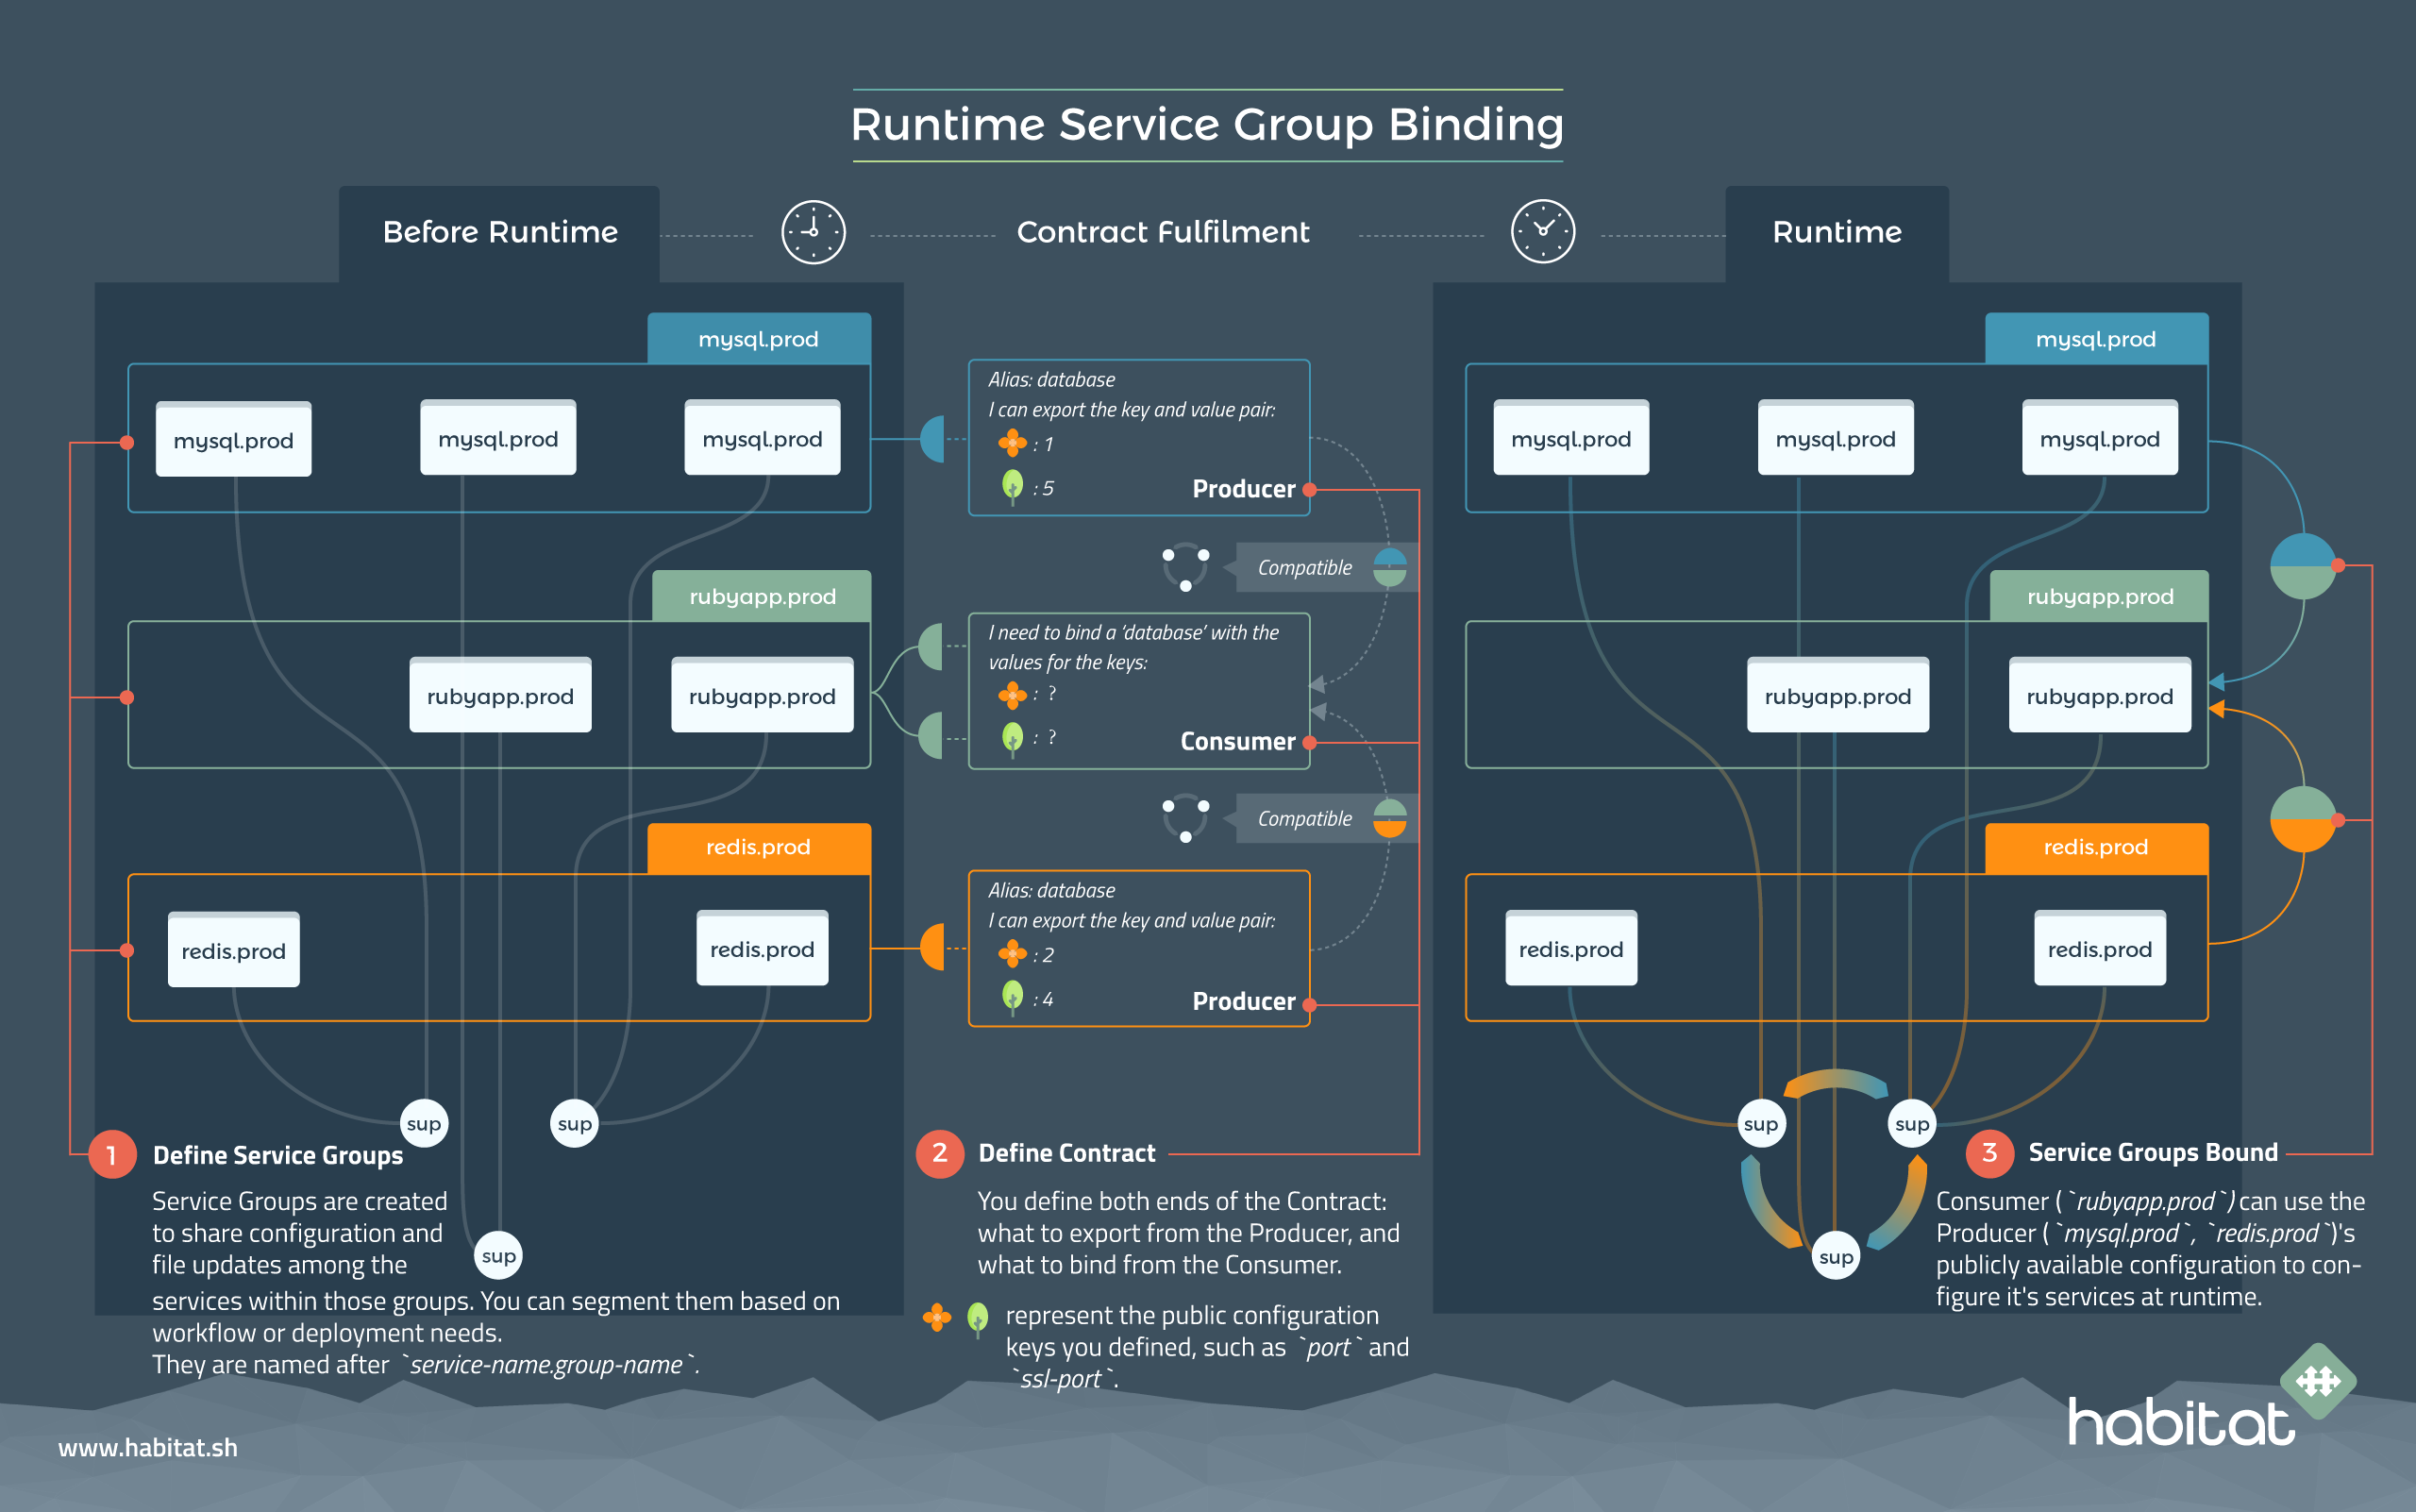 Runtime Service Group Binding
Before Runtime
Contract Fulfilment
Runtime
mysql.prod
mysql.prod
mysql.prod
mysql.prod
rubyapp.prod
rubyapp.prod
rubyapp.prod
redis.prod
redis.prod
redis.prod
sup
sup
sup
Alias: database
I can export the key and value pair:
: 1
: 5
Producer
Compatible
I need to bind a ‘database’ with the
values for the keys:
: ?
: ?
Consumer
Compatible
Alias: database
I can export the key and value pair:
: 2
: 4
Producer
mysql.prod
mysql.prod
mysql.prod
mysql.prod
rubyapp.prod
rubyapp.prod
rubyapp.prod
redis.prod
redis.prod
redis.prod
sup
sup
sup
1 Define Service Groups
Service Groups are created
to share configuration and
file updates among the
services within those groups. You can segment them based on
workflow or deployment needs.
They are named after `service-name.group-name`.
2 Define Contract
You define both ends of the Contract:
what to export from the Producer, and
what to bind from the Consumer.
represent the public configuration
keys you defined, such as `port` and
`ssl-port`.
3 Service Groups Bound
Consumer (`rubyapp.prod`) can use the
Producer (`mysql.prod`, `redis.prod`)'s
publicly available configuration to con-
figure it's services at runtime.
www.habitat.sh
habitat